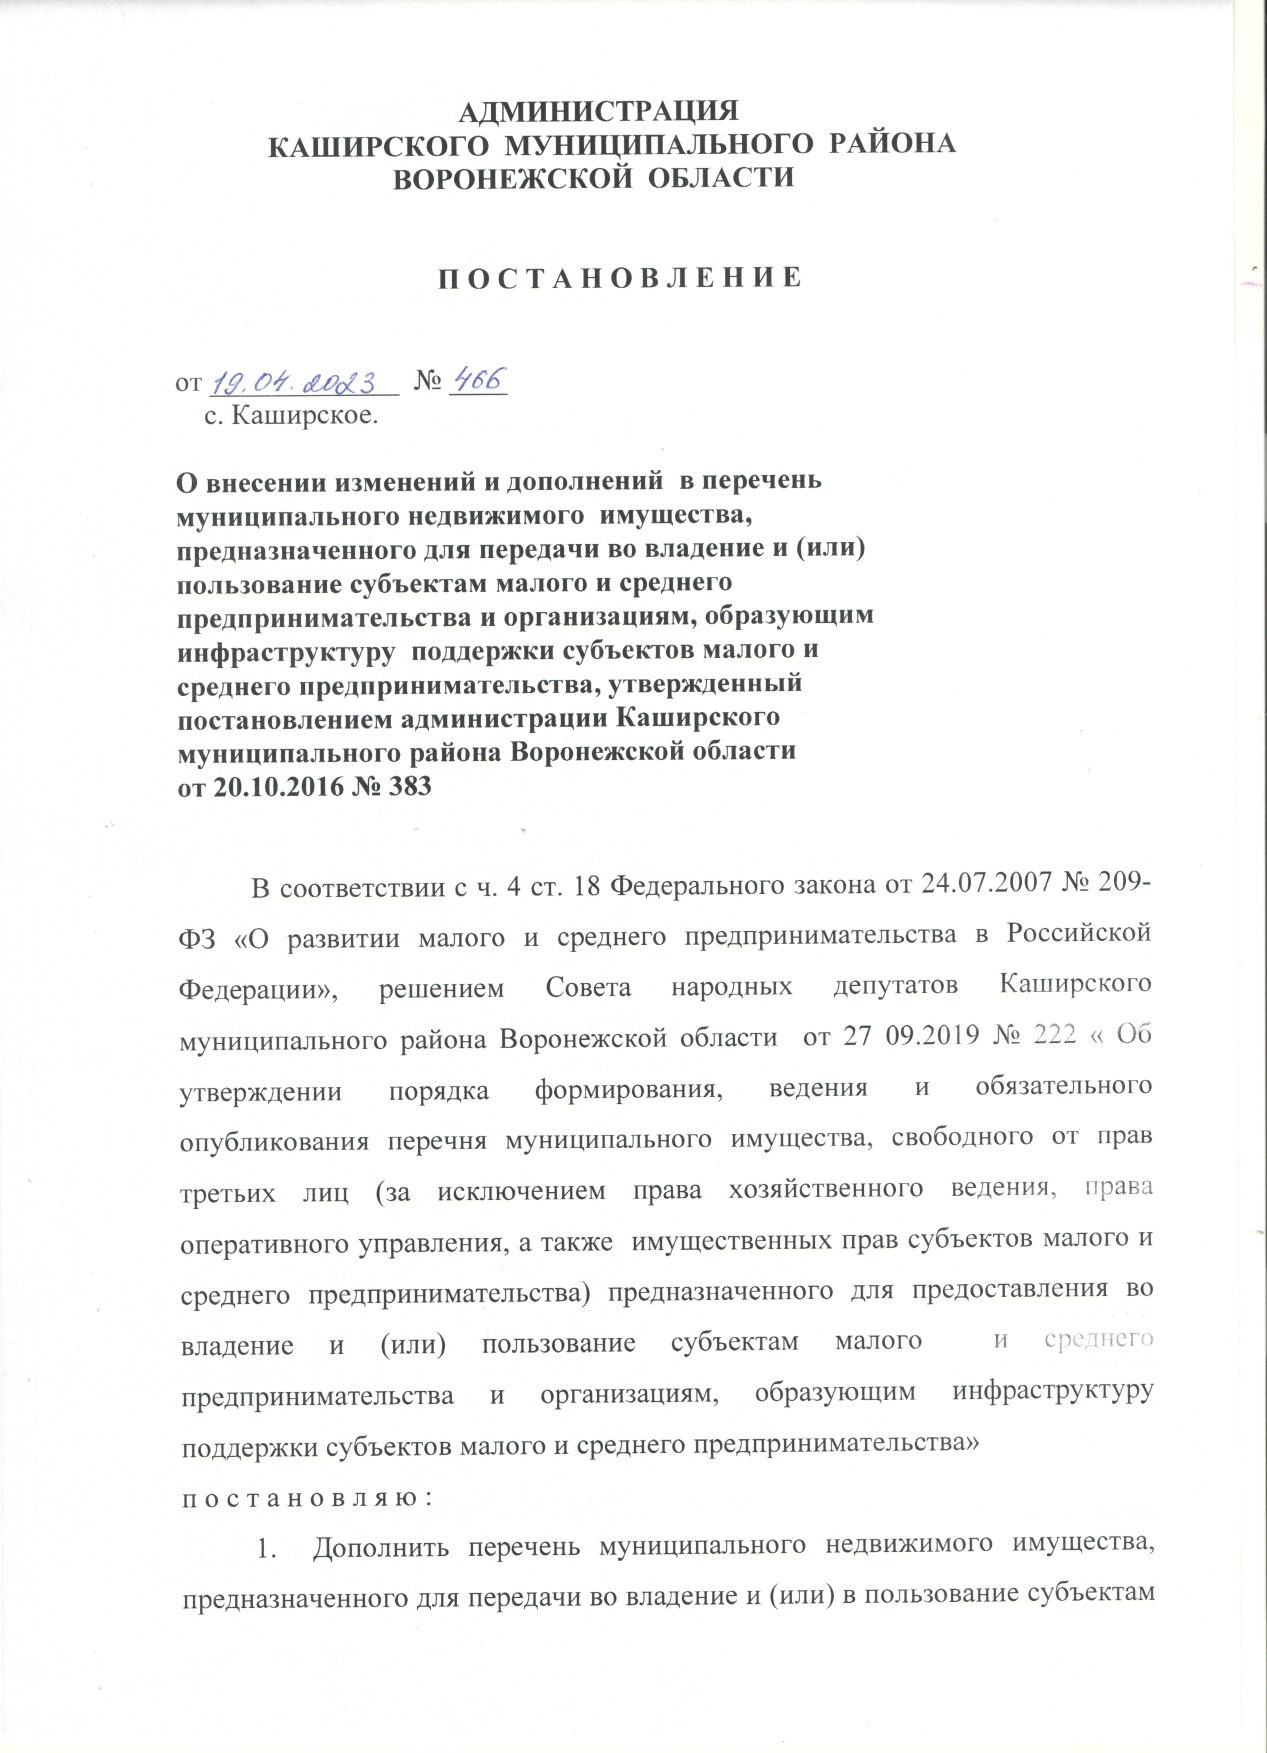 АДМИНИСТРАЦИЯ
КАШИРСКОГО МУНИЦИПАЛЬНОГО РАЙОНА
ВОРОНЕЖСКОЙ ОБЛАСТИ
П О С Т А Н О В Л Е Н И Е
от 19.04.2023 № 466
с. Каширское.
О внесении изменений и дополнений в перечень
муниципального недвижимого имущества,
предназначенного для передачи во владение и (или)
пользование субъектам малого и среднего
предпринимательства и организациям, образующим
инфраструктуру поддержки субъектов малого и
среднего предпринимательства, утвержденный
постановлением администрации Каширского
муниципального района Воронежской области
от 20.10.2016 № 383
В соответствии с ч. 4 ст. 18 Федерального закона от 24.07.2007 № 209-
ФЗ «О развитии малого и среднего предпринимательства в Российской
Федерации», решением Совета народных депутатов Каширского
муниципального района Воронежской области от 27 09.2019 № 222 « Об
утверждении порядка формирования, ведения и обязательного
опубликования перечня муниципального имущества, свободного от прав
третьих лиц (за исключением права хозяйственного ведения, права
оперативного управления, а также имущественных прав субъектов малого и
среднего предпринимательства) предназначенного для предоставления во
владение и (или) пользование субъектам малого и среднего
предпринимательства и организациям, образующим инфраструктуру
поддержки субъектов малого и среднего предпринимательства»
п о с т а н о в л я ю :
1. Дополнить перечень муниципального недвижимого имущества,
предназначенного для передачи во владение и (или) в пользование субъектам